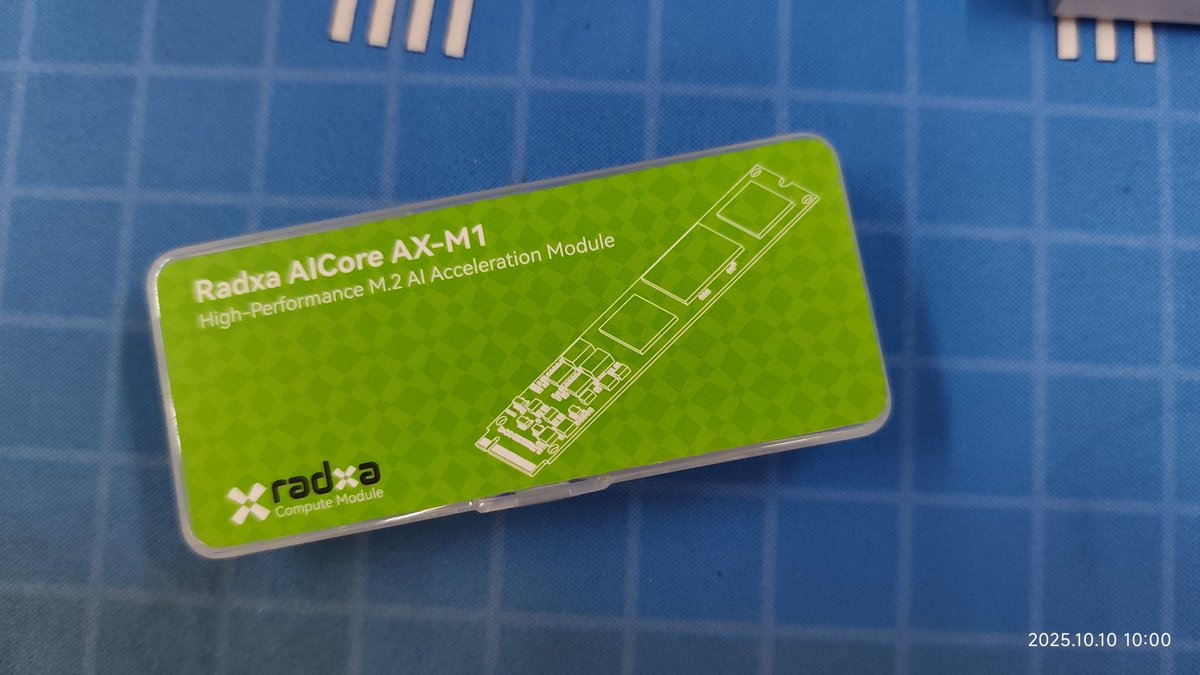 Radxa AICore AX-M1
High-Performance M.2 AI Acceleration Module
radxa
Compute Module
2025.10.10 10:00